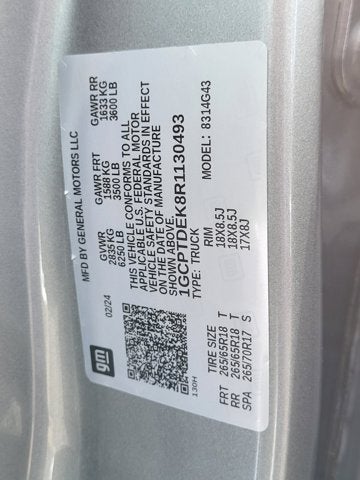 gm
MFD BY GENERAL MOTORS LLC
02/24
GVWR GAWR FRT GAWR RR
2835 KG 1588 KG 1633 KG
6250 LB 3500 LB 3600 LB
THIS VEHICLE CONFORMS TO ALL
APPLICABLE U.S. FEDERAL MOTOR
VEHICLE SAFETY STANDARDS IN EFFECT
ON THE DATE OF MANUFACTURE
SHOWN ABOVE.
1GCPTDEK8R1130493
TYPE: TRUCK MODEL: 8314G43
130H
TIRE SIZE RIM
FRT 265/65R18 T 18X8.5J
RR 265/65R18 T 18X8.5J
SPA 265/70R17 S 17X8J